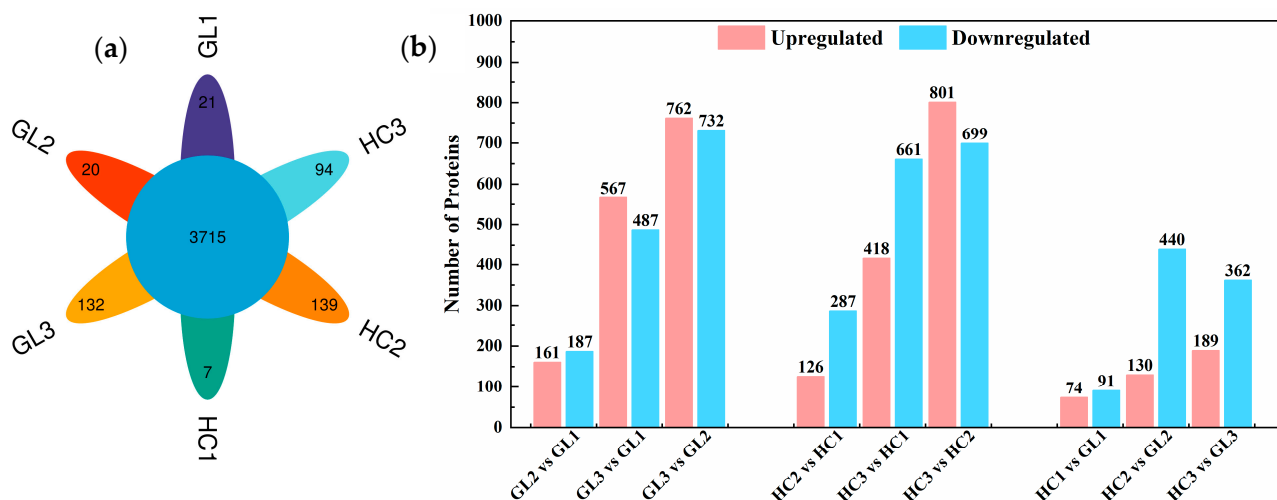 (a)
GL1
21
GL2
20
HC3
94
3715
GL3
132
HC2
139
7
HC1
(b)
Upregulated
Downregulated
Number of Proteins
1000
900
800
700
600
500
400
300
200
100
0
161
187
567
487
762
732
126
287
418
661
801
699
74
91
130
440
189
362
GL2 vs GL1
GL3 vs GL1
GL3 vs GL2
HC2 vs HC1
HC3 vs HC1
HC3 vs HC2
HC1 vs GL1
HC2 vs GL2
HC3 vs GL3